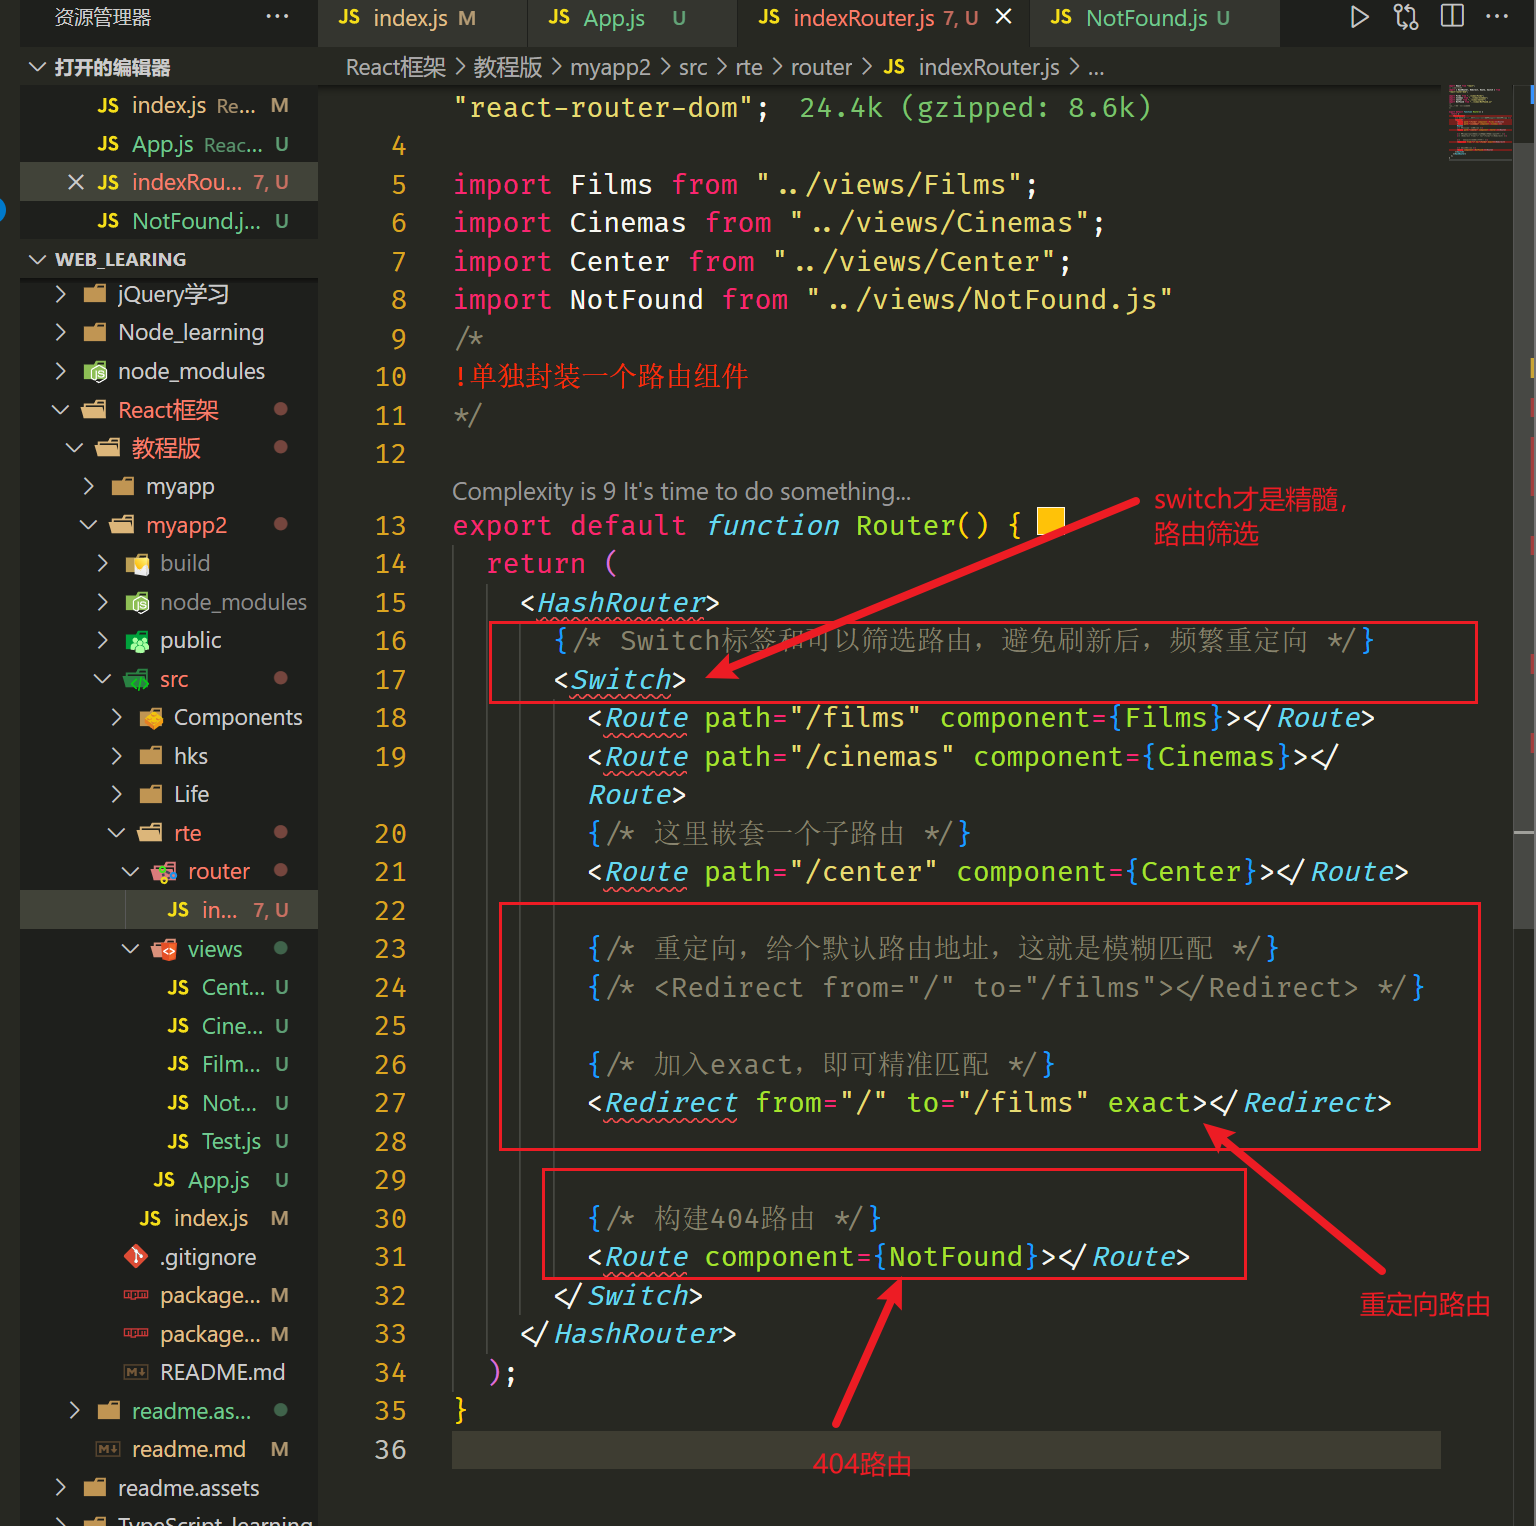 资源管理器 ···
index.js M
App.js U
indexRouter.js 7, U
NotFound.js U
打开的编辑器
JS index.js Re... M
JS App.js Reac... U
JS indexRou... 7, U
JS NotFound.j... U
WEB_LEARING
jQuery学习
Node_learning
node_modules
React框架
教程版
myapp
myapp2
build
node_modules
public
src
Components
hks
Life
rte
router
JS in... 7, U
views
JS Cent... U
JS Cine... U
JS Film... U
JS Not... U
JS Test.js U
JS App.js U
JS index.js M
.gitignore
package... M
package... M
README.md
readme.as...
readme.md M
readme.assets
TypeScript_learning
React框架 > 教程版 > myapp2 > src > rte > router > JS indexRouter.js > ...
"react-router-dom"; 24.4k (gzipped: 8.6k)
4
5 import Films from "../views/Films";
6 import Cinemas from "../views/Cinemas";
7 import Center from "../views/Center";
8 import NotFound from "../views/NotFound.js"
9 /*
10 !单独封装一个路由组件
11 */
12
Complexity is 9 It's time to do something...
13 export default function Router() {
14 return (
15 <HashRouter>
16 {/* Switch标签和可以筛选路由，避免刷新后，频繁重定向 */}
17 <Switch>
18 <Route path="/films" component={Films}></Route>
19 <Route path="/cinemas" component={Cinemas}></
Route>
20 {/* 这里嵌套一个子路由 */}
21 <Route path="/center" component={Center}></Route>
22
23 {/* 重定向，给个默认路由地址，这就是模糊匹配 */}
24 {/* <Redirect from="/" to="/films"></Redirect> */}
25
26 {/* 加入exact，即可精准匹配 */}
27 <Redirect from="/" to="/films" exact></Redirect>
28
29
30 {/* 构建404路由 */}
31 <Route component={NotFound}></Route>
32 </Switch>
33 </HashRouter>
34 );
35 }
36
switch才是精髓，
路由筛选
重定向路由
404路由